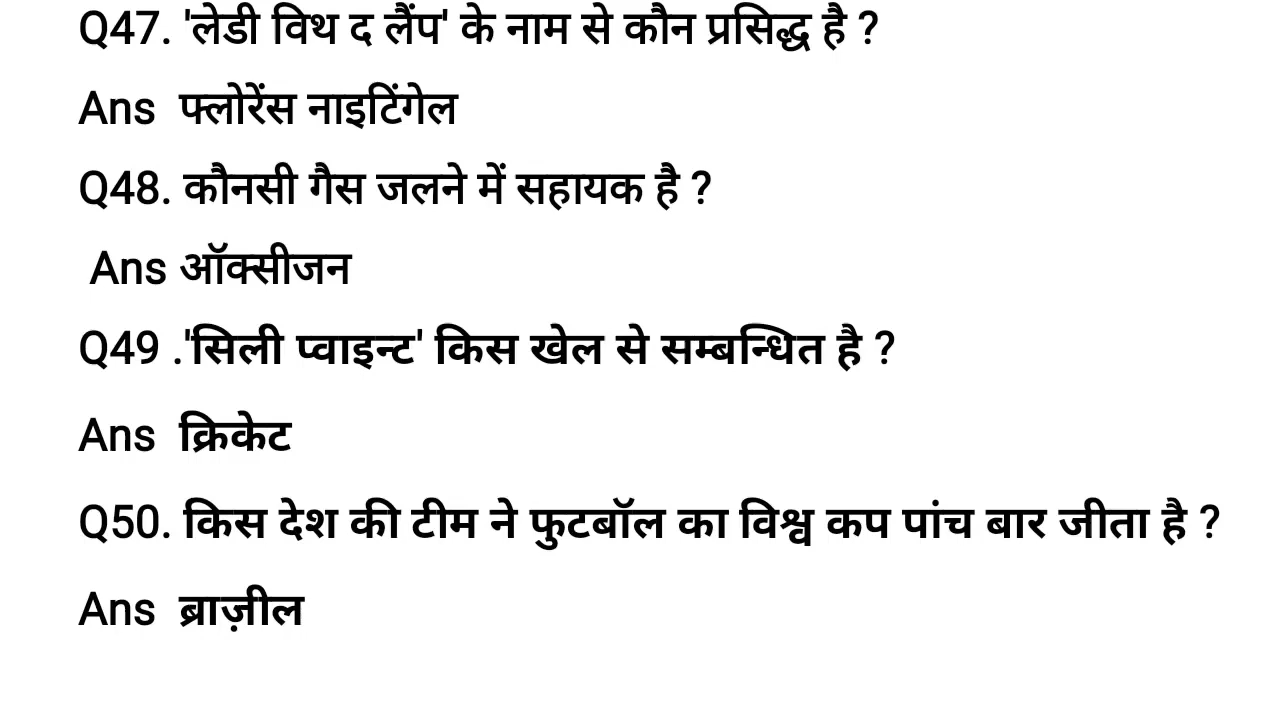 Q47. 'लेडी विथ द लैंप' के नाम से कौन प्रसिद्ध है ?
Ans फ्लोरेंस नाइटिंगेल
Q48. कौनसी गैस जलने में सहायक है ?
Ans ऑक्सीजन
Q49 .'सिली प्वाइन्ट' किस खेल से सम्बन्धित है ?
Ans क्रिकेट
Q50. किस देश की टीम ने फुटबॉल का विश्व कप पांच बार जीता है ?
Ans ब्राज़ील